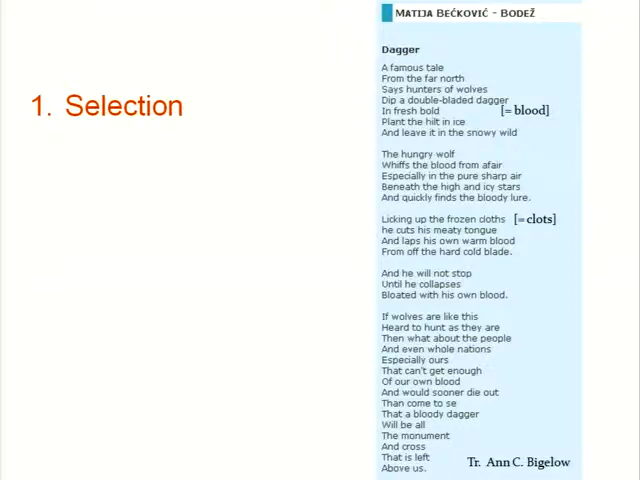 1. Selection
MATIJA BEĆKOVIĆ - BODEŽ
Dagger
A famous tale
From the far north
Says hunters of wolves
Dip a double-bladed dagger
In fresh bold [= blood]
Plant the hilt in ice
And leave it in the snowy wild
The hungry wolf
Whiffs the blood from afair
Especially in the pure sharp air
Beneath the high and icy stars
And quickly finds the bloody lure.
Licking up the frozen cloths [= clots]
he cuts his meaty tongue
And laps his own warm blood
From off the hard cold blade.
And he will not stop
Until he collapses
Bloated with his own blood.
If wolves are like this
Heard to hunt as they are
Then what about the people
And even whole nations
Especially ours
That can't get enough
Of our own blood
And would sooner die out
Than come to se
That a bloody dagger
Will be all
The monument
And cross
That is left
Above us.
Tr. Ann C. Bigelow